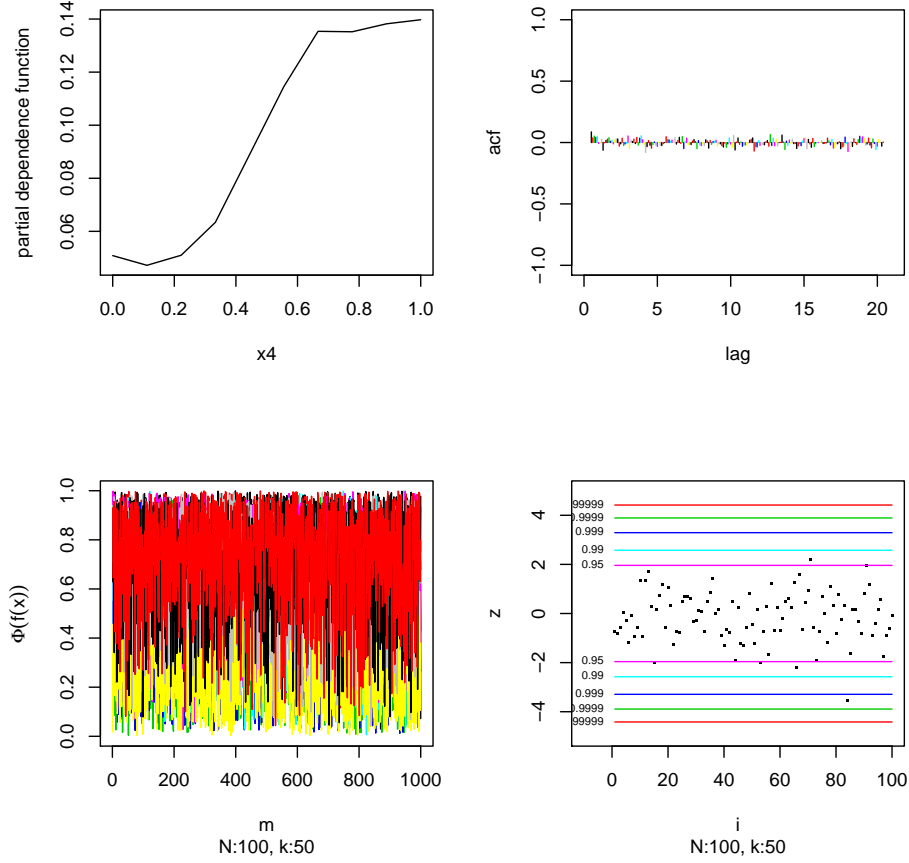 partial dependence function
0.06 0.08 0.10 0.12 0.14
0.0 0.2 0.4 0.6 0.8 1.0
x4
acf
−1.0 −0.5 0.0 0.5 1.0
0 5 10 15 20
lag
Φ(f(x))
0.0 0.2 0.4 0.6 0.8 1.0
0 200 400 600 800 1000
m
N:100, k:50
z
−4 −2 0 2 4
99999
0.9999
0.999
0.99
0.95
0.95
0.99
0.999
0.9999
99999
0 20 40 60 80 100
i
N:100, k:50